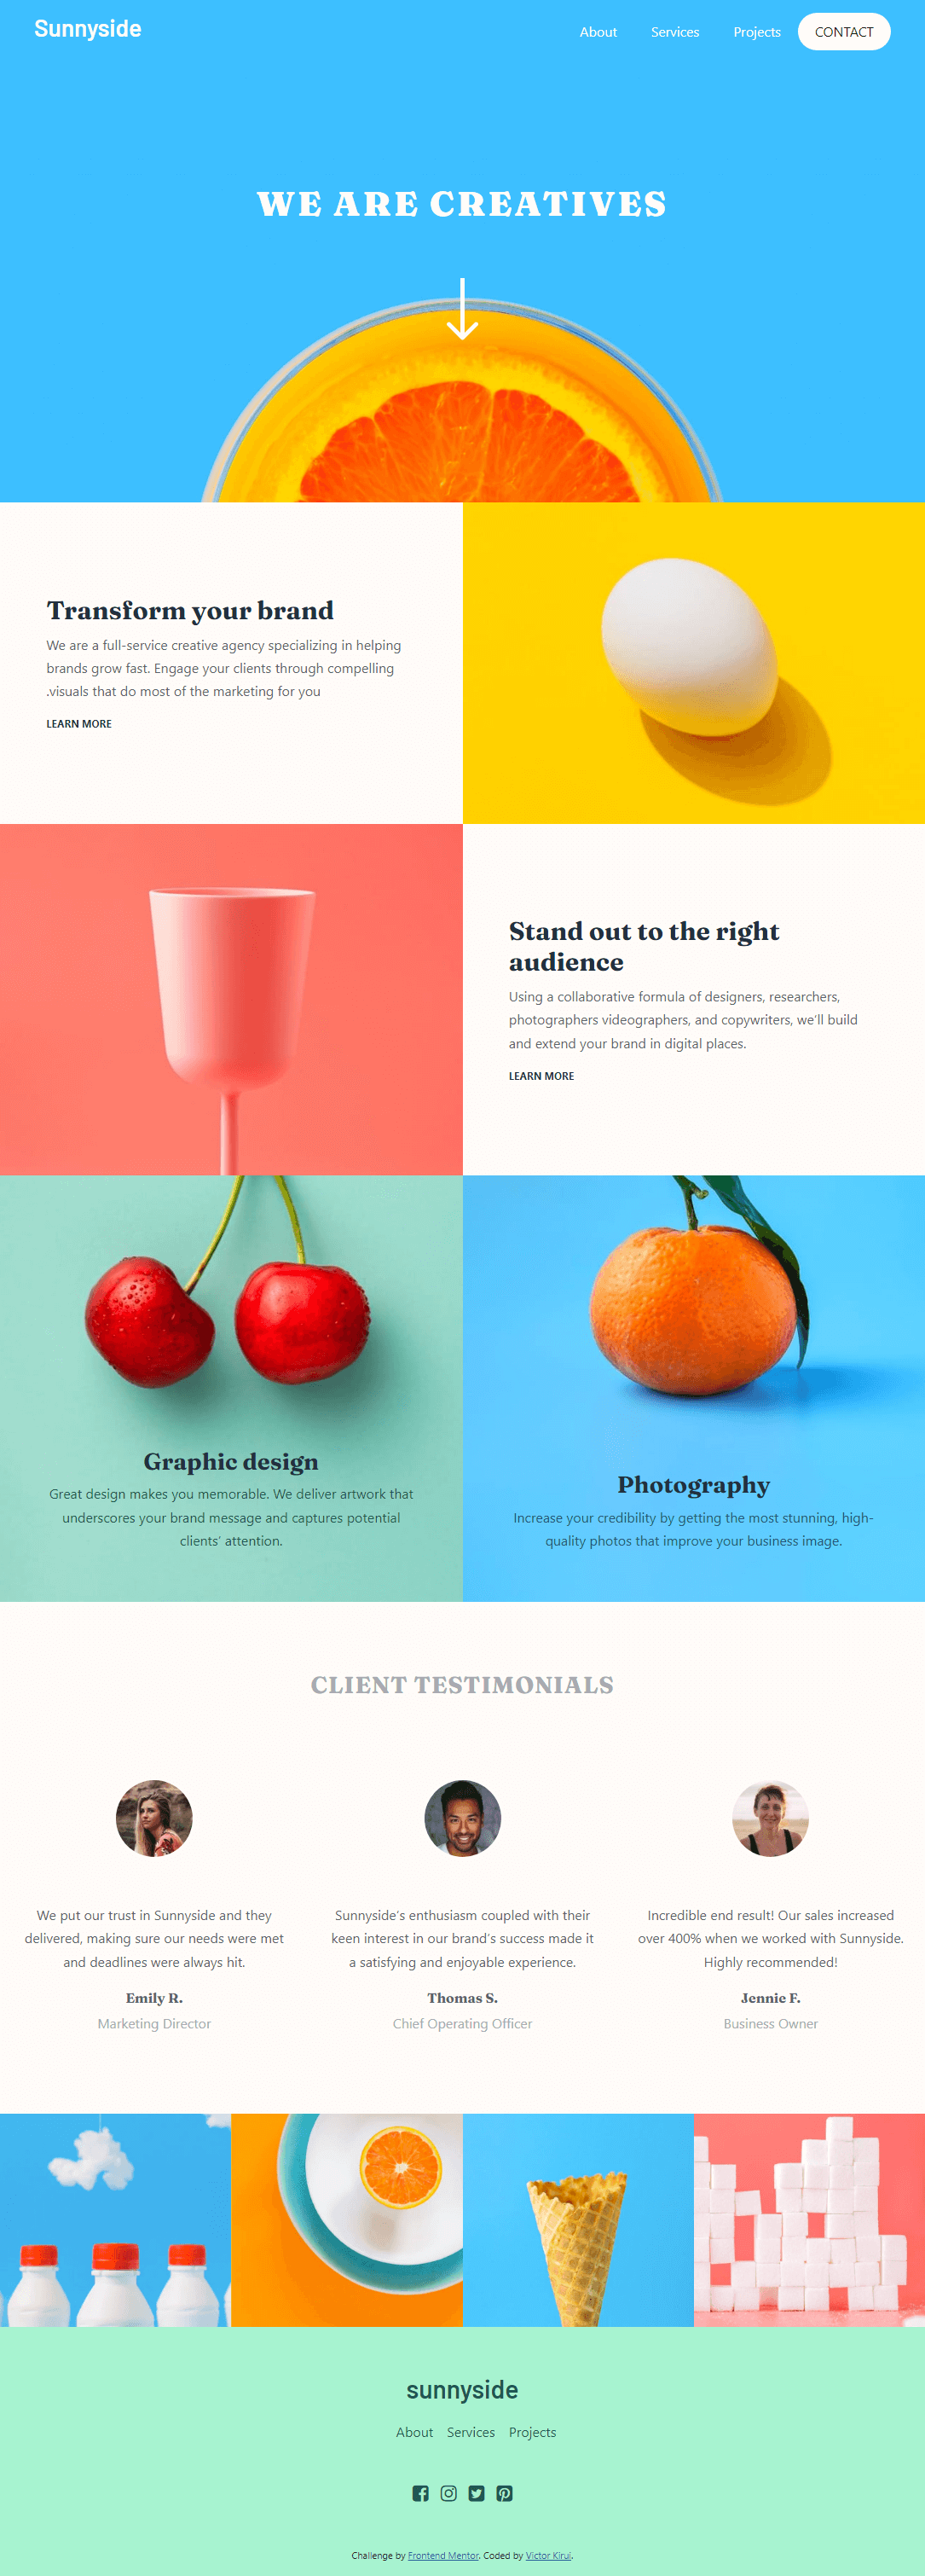 Sunnyside
About Services Projects CONTACT
WE ARE CREATIVES
Transform your brand
We are a full-service creative agency specializing in helping
brands grow fast. Engage your clients through compelling
.visuals that do most of the marketing for you
LEARN MORE
Stand out to the right
audience
Using a collaborative formula of designers, researchers,
photographers videographers, and copywriters, we'll build
and extend your brand in digital places.
LEARN MORE
Graphic design
Great design makes you memorable. We deliver artwork that
underscores your brand message and captures potential
clients' attention.
Photography
Increase your credibility by getting the most stunning, high-
quality photos that improve your business image.
CLIENT TESTIMONIALS
We put our trust in Sunnyside and they
delivered, making sure our needs were met
and deadlines were always hit.
Emily R.
Marketing Director
Sunnyside's enthusiasm coupled with their
keen interest in our brand's success made it
a satisfying and enjoyable experience.
Thomas S.
Chief Operating Officer
Incredible end result! Our sales increased
over 400% when we worked with Sunnyside.
Highly recommended!
Jennie F.
Business Owner
sunnyside
About Services Projects
Challenge by Frontend Mentor. Coded by Victor Kirui.